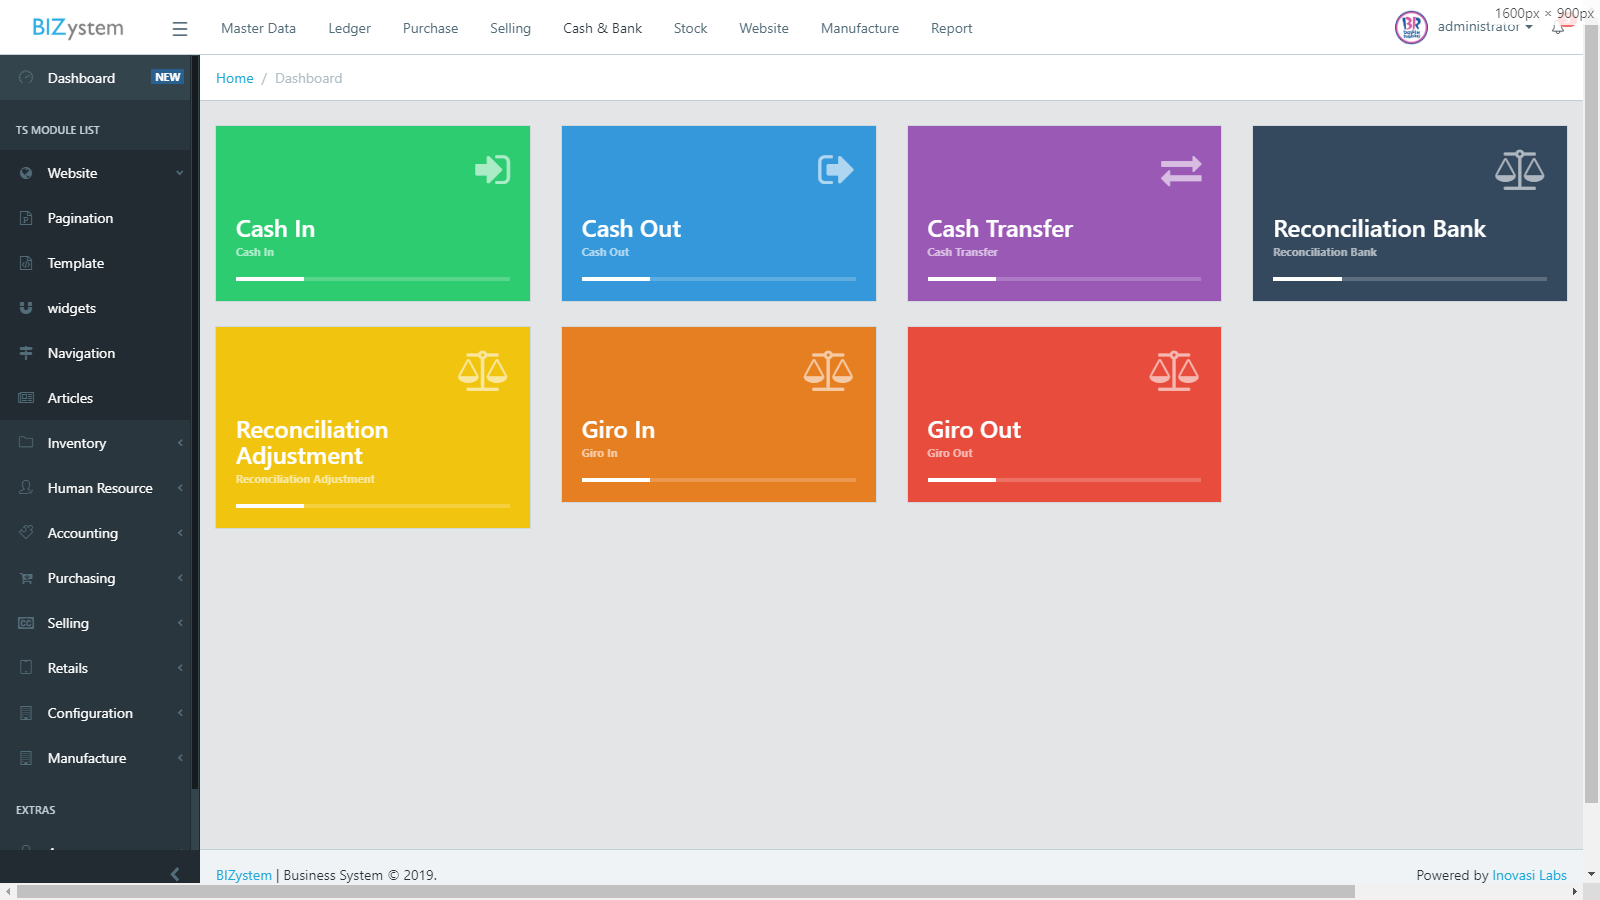 BIZystem
Master Data
Ledger
Purchase
Selling
Cash & Bank
Stock
Website
Manufacture
Report
administrator
1600px × 900px
Dashboard NEW
TS MODULE LIST
Website
Pagination
Template
widgets
Navigation
Articles
Inventory
Human Resource
Accounting
Purchasing
Selling
Retails
Configuration
Manufacture
EXTRAS
Home / Dashboard
Cash In
Cash In
Cash Out
Cash Out
Cash Transfer
Cash Transfer
Reconciliation Bank
Reconciliation Bank
Reconciliation
Adjustment
Reconciliation Adjustment
Giro In
Giro In
Giro Out
Giro Out
BIZystem | Business System © 2019.
Powered by Inovasi Labs